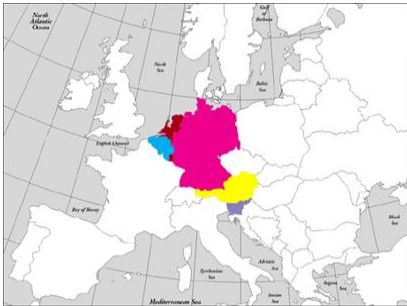 North
Atlantic
Ocean
Gulf
of
Bothnia
North
Sea
Baltic
Sea
English Channel
Bay of Biscay
Black
Sea
Adriatic
Sea
Tyrrhenian
Sea
Aegean
Sea
Ionian
Sea
Mediterranean Sea